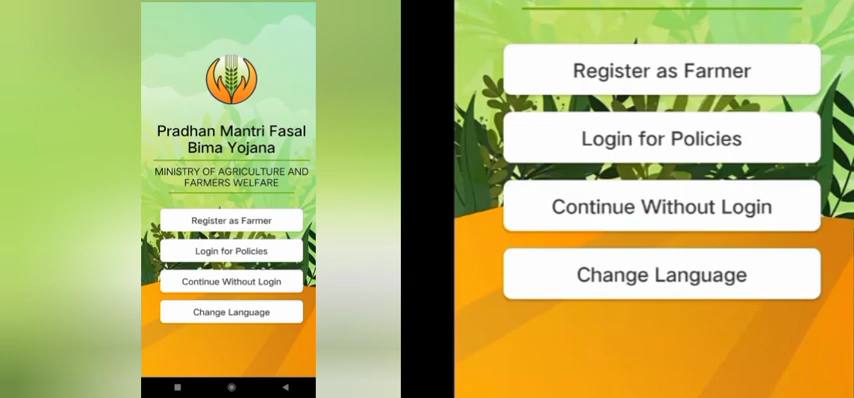 Pradhan Mantri Fasal
Bima Yojana
MINISTRY OF AGRICULTURE AND
FARMERS WELFARE
Register as Farmer
Login for Policies
Continue Without Login
Change Language
Register as Farmer
Login for Policies
Continue Without Login
Change Language